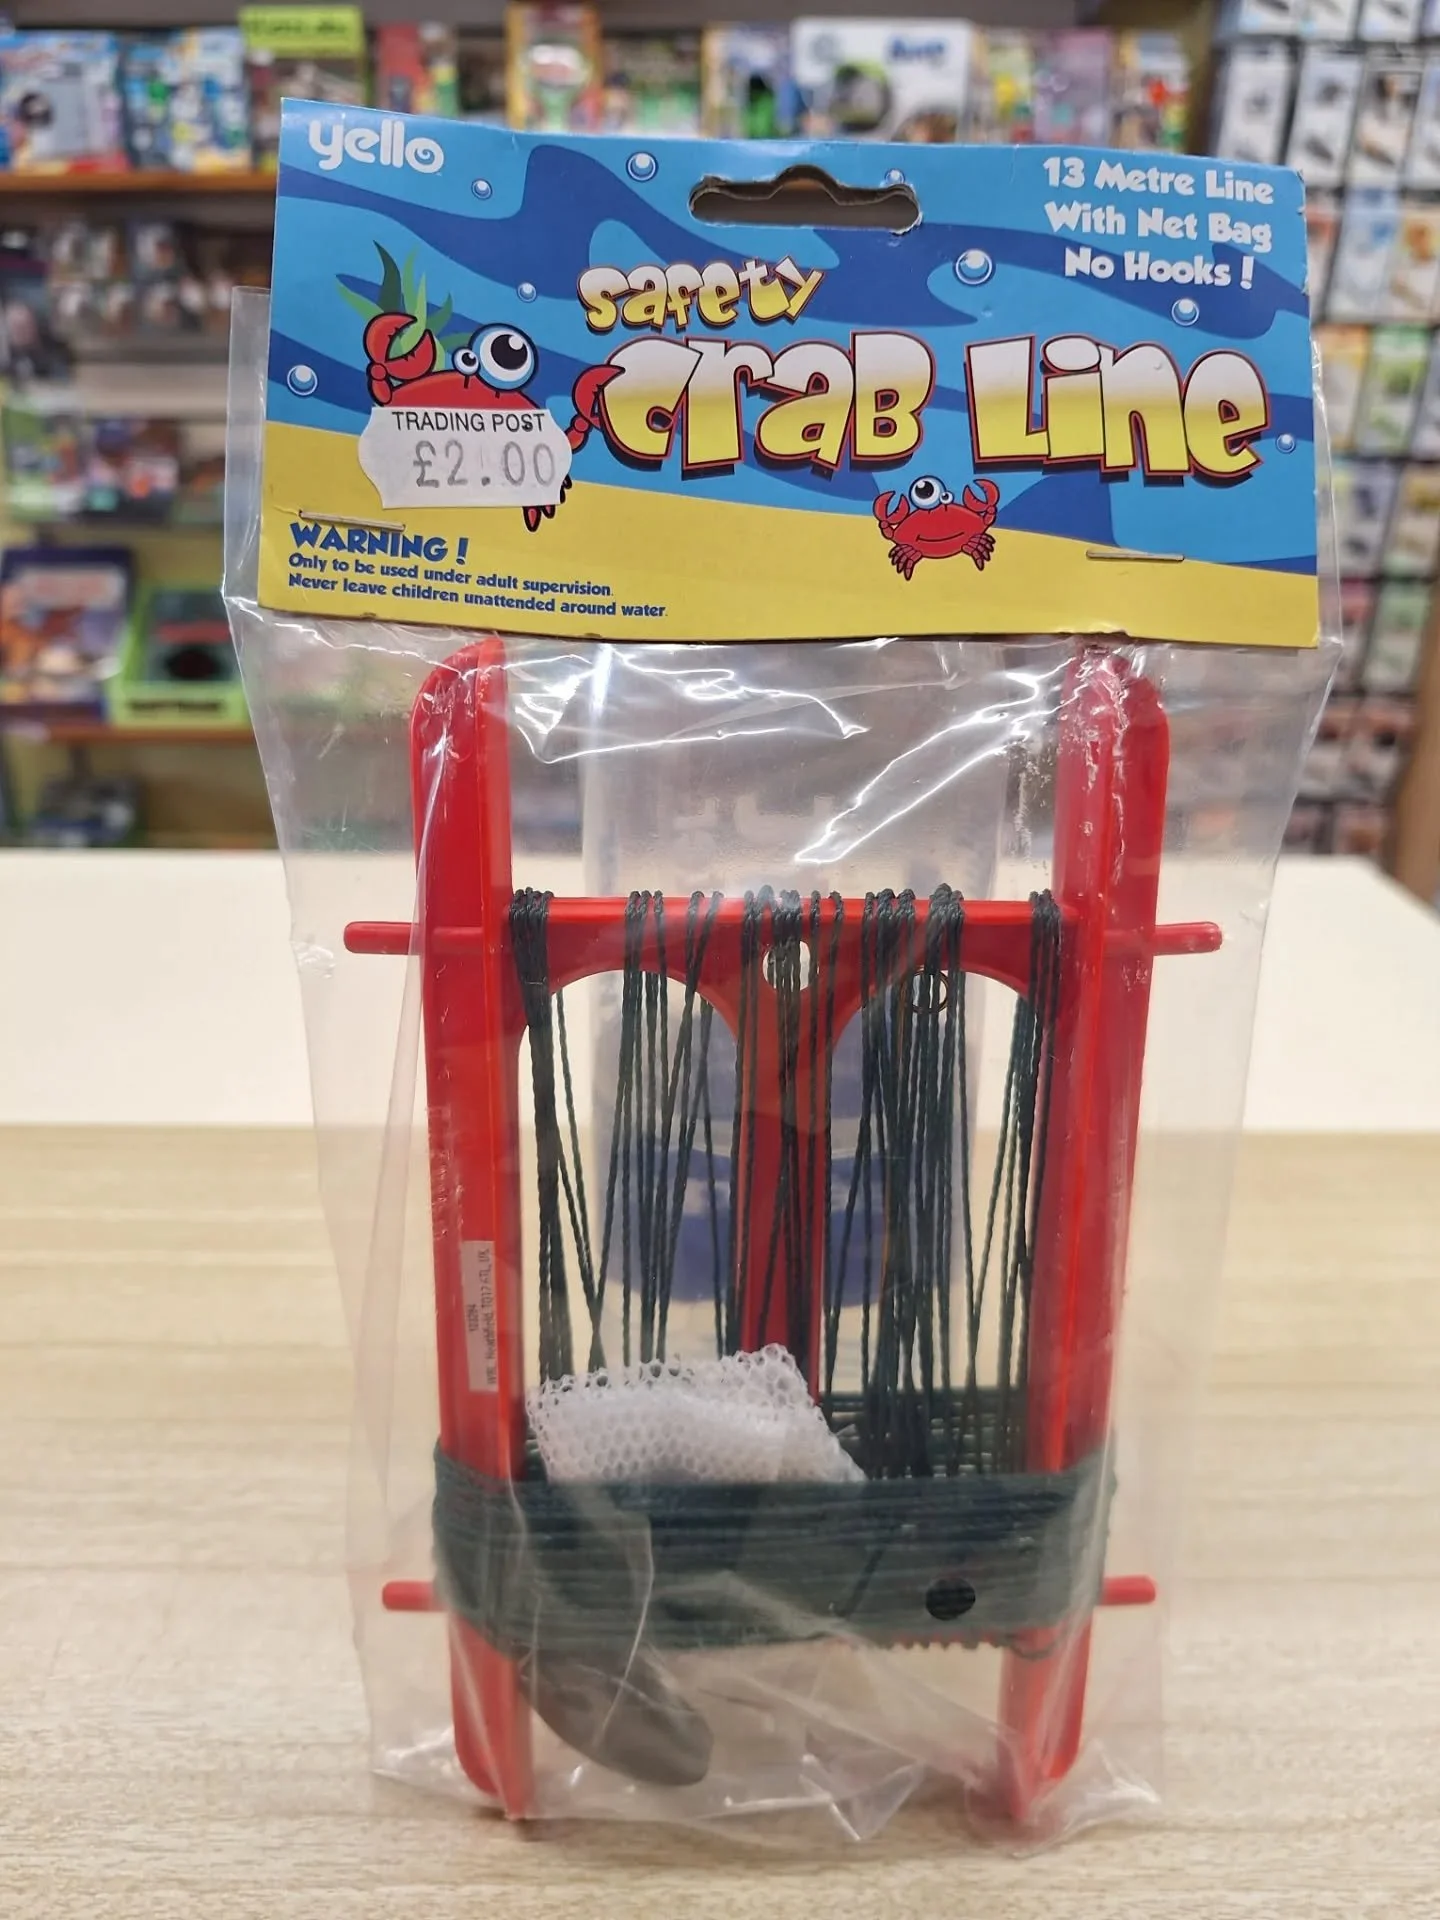 yello
13 Metre Line
With Net Bag
No Hooks!
safety
Crab Line
TRADING POST
£2.00
WARNING!
Only to be used under adult supervision.
Never leave children unattended around water.